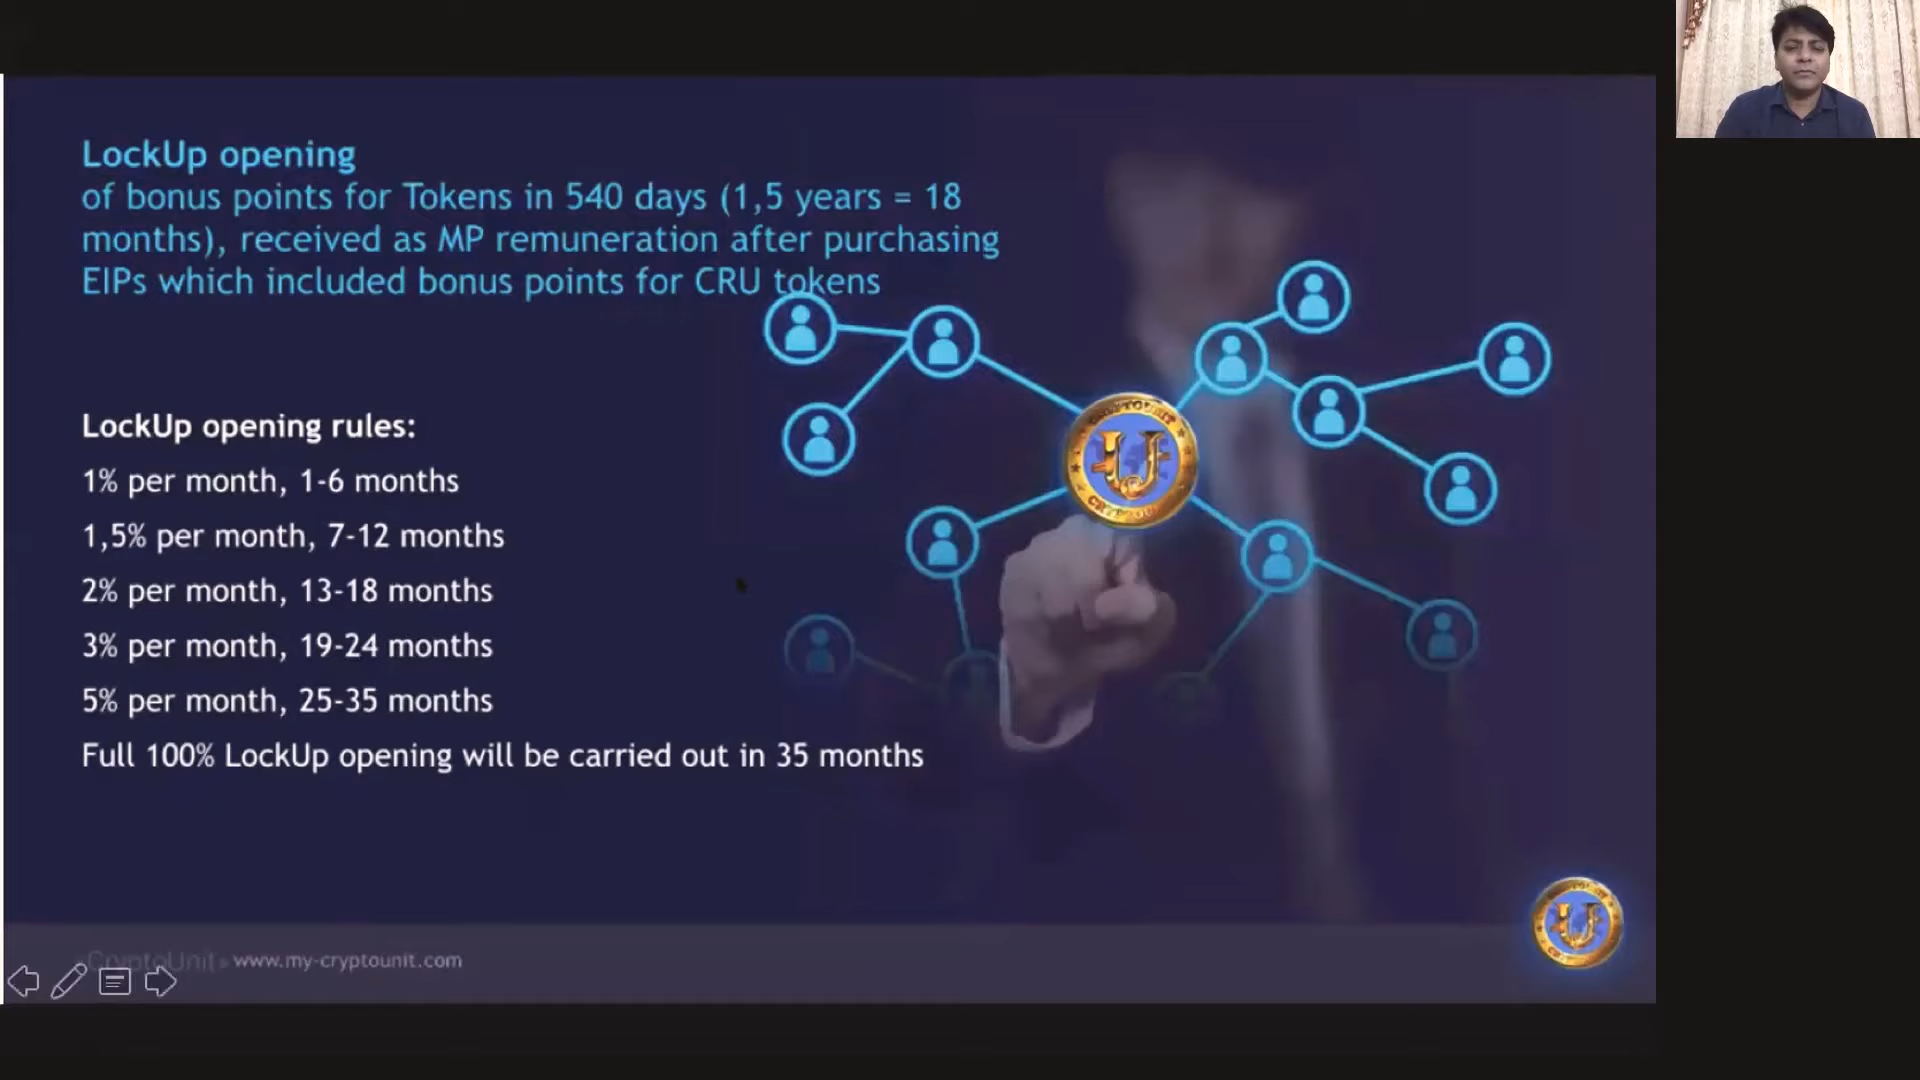 LockUp opening
of bonus points for Tokens in 540 days (1,5 years = 18
months), received as MP remuneration after purchasing
EIPs which included bonus points for CRU tokens
LockUp opening rules:
1% per month, 1-6 months
1,5% per month, 7-12 months
2% per month, 13-18 months
3% per month, 19-24 months
5% per month, 25-35 months
Full 100% LockUp opening will be carried out in 35 months
CryptoUnit www.my-cryptounit.com